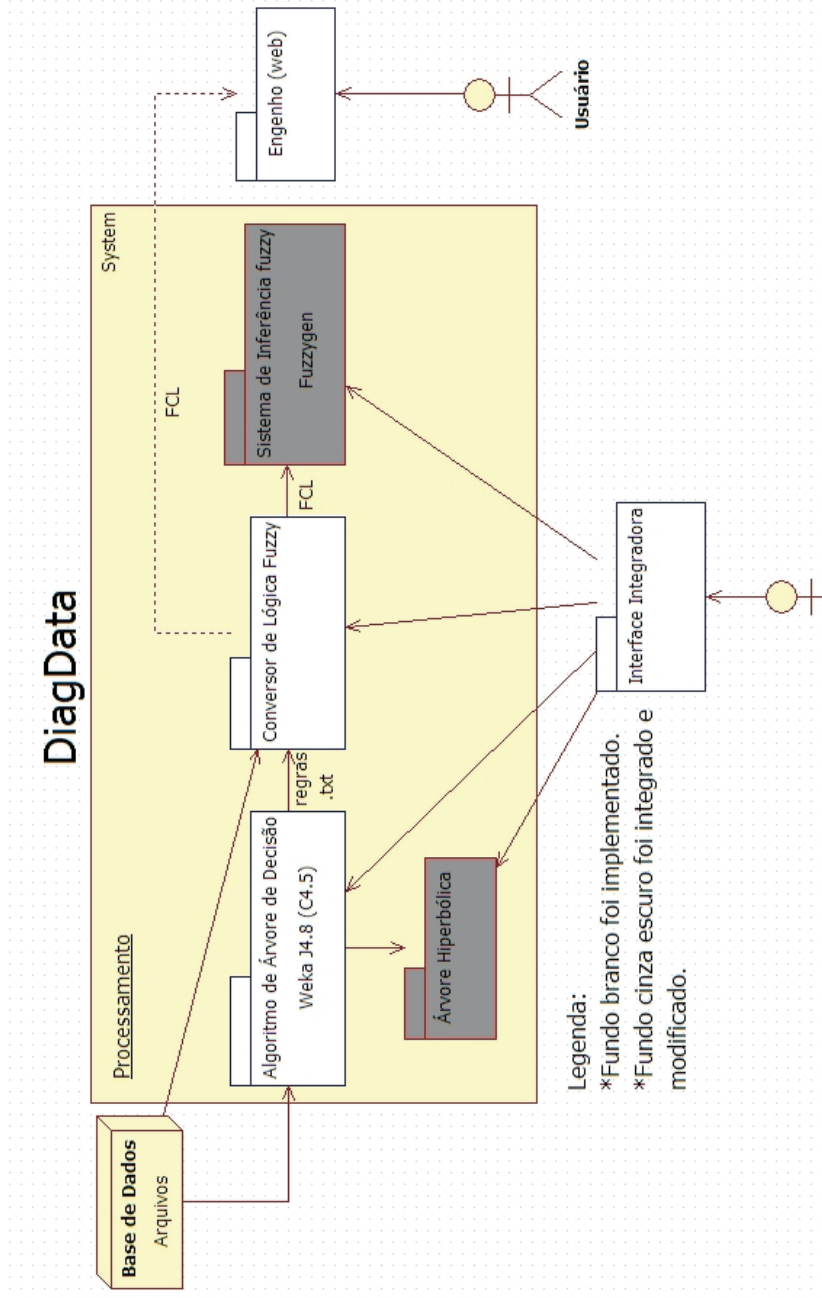 DiagData
System
Processamento
Base de Dados
Arquivos
Algoritmo de Árvore de Decisão
Weka J4.8 (C4.5)
regras
.txt
Conversor de Lógica Fuzzy
FCL
Sistema de Inferência fuzzy
Fuzzygen
FCL
Engenho (web)
Usuário
Árvore Hiperbólica
Interface Integradora
Legenda:
*Fundo branco foi implementado.
*Fundo cinza escuro foi integrado e
modificado.